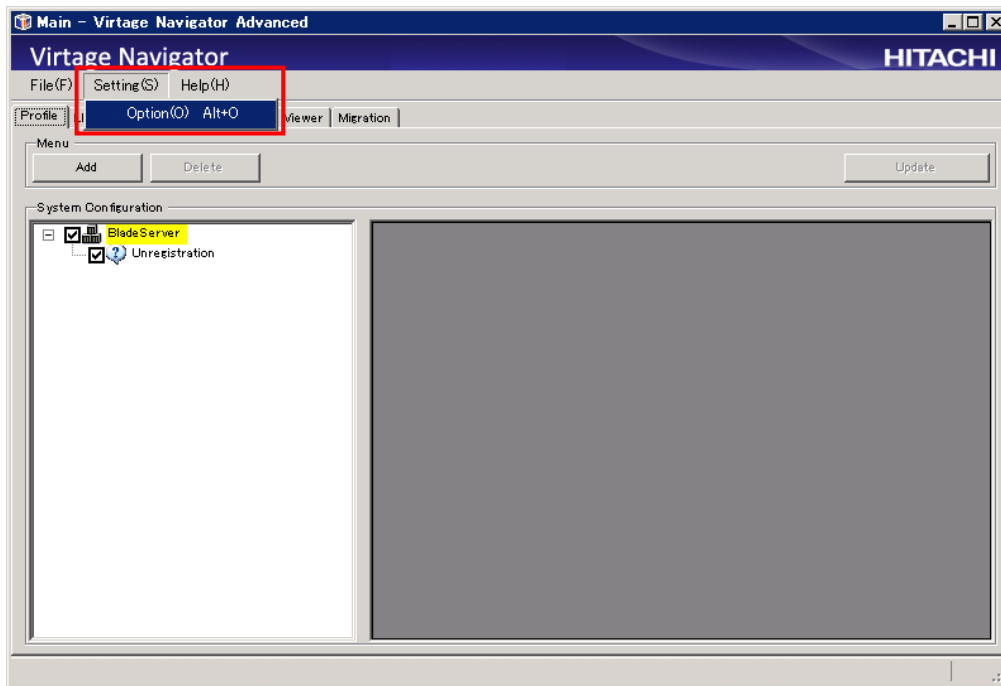 Main - Virtage Navigator Advanced
Virtage Navigator
HITACHI
File(F) Setting(S) Help(H)
Option(O) Alt+O
Profile Viewer Migration
Menu
Add Delete Update
System Configuration
BladeServer
Unregistration